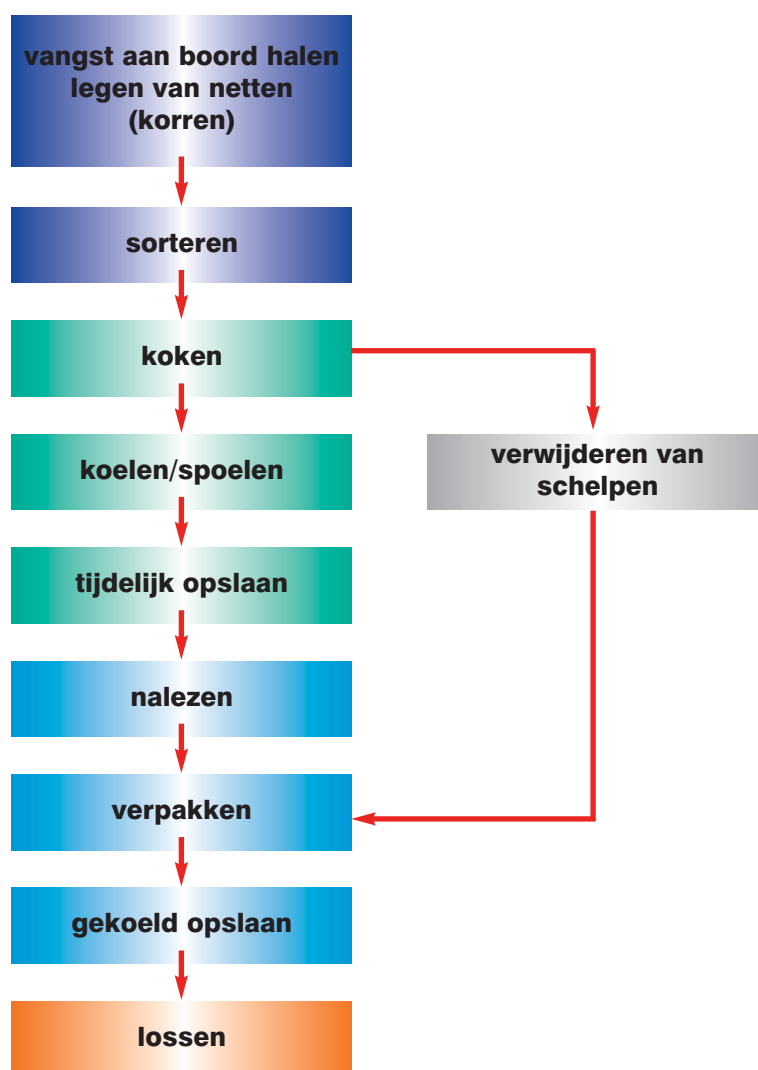 vangst aan boord halen
legen van netten
(korren)
sorteren
koken
koelen/spoelen
verwijderen van
schelpen
tijdelijk opslaan
nalezen
verpakken
gekoeld opslaan
lossen